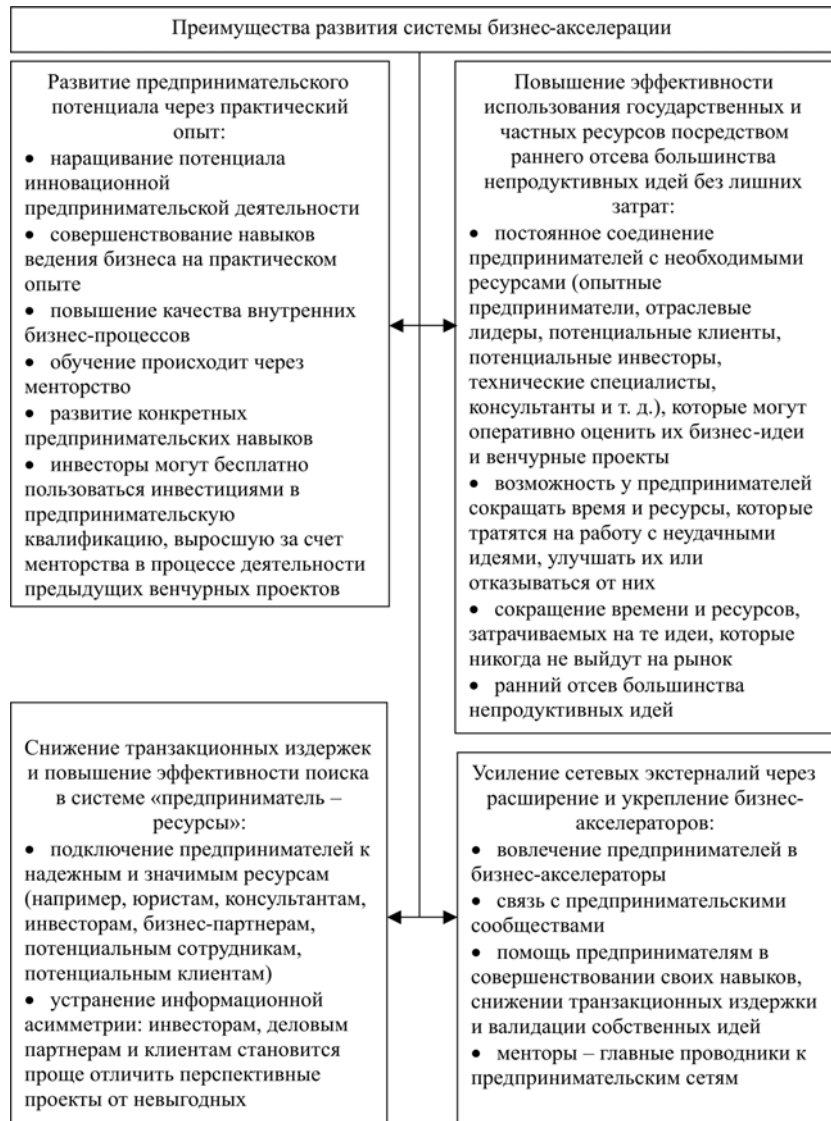 Преимущества развития системы бизнес-акселерации
Развитие предпринимательского
потенциала через практический
опыт:
• наращивание потенциала
инновационной
предпринимательской деятельности
• совершенствование навыков
ведения бизнеса на практическом
опыте
• повышение качества внутренних
бизнес-процессов
• обучение происходит через
менторство
• развитие конкретных
предпринимательских навыков
• инвесторы могут бесплатно
пользоваться инвестициями в
предпринимательскую
квалификацию, выросшую за счет
менторства в процессе деятельности
предыдущих венчурных проектов
Повышение эффективности
использования государственных и
частных ресурсов посредством
раннего отсева большинства
непродуктивных идей без лишних
затрат:
• постоянное соединение
предпринимателей с необходимыми
ресурсами (опытные
предприниматели, отраслевые
лидеры, потенциальные клиенты,
потенциальные инвесторы,
технические специалисты,
консультанты и т. д.), которые могут
оперативно оценить их бизнес-идеи
и венчурные проекты
• возможность у предпринимателей
сокращать время и ресурсы, которые
тратятся на работу с неудачными
идеями, улучшать их или
отказываться от них
• сокращение времени и ресурсов,
затрачиваемых на те идеи, которые
никогда не выйдут на рынок
• ранний отсев большинства
непродуктивных идей
Снижение транзакционных издержек
и повышение эффективности поиска
в системе «предприниматель –
ресурсы»:
• подключение предпринимателей к
надежным и значимым ресурсам
(например, юристам, консультантам,
инвесторам, бизнес-партнерам,
потенциальным сотрудникам,
потенциальным клиентам)
• устранение информационной
асимметрии: инвесторам, деловым
партнерам и клиентам становится
проще отличить перспективные
проекты от невыгодных
Усиление сетевых экстерналий через
расширение и укрепление бизнес-
акселераторов:
• вовлечение предпринимателей в
бизнес-акселераторы
• связь с предпринимательскими
сообществами
• помощь предпринимателям в
совершенствовании своих навыков,
снижении транзакционных издержки
и валидации собственных идей
• менторы – главные проводники к
предпринимательским сетям